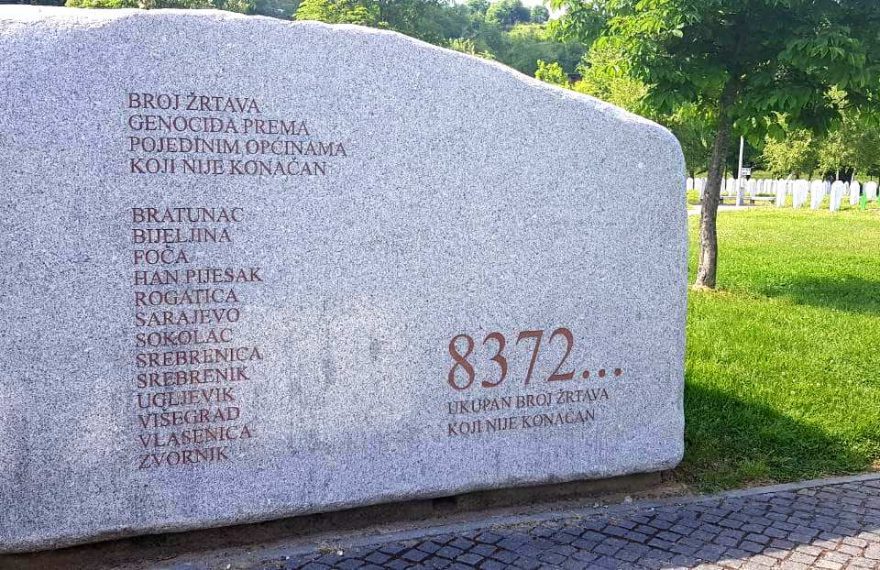 BROJ ŽRTAVA
GENOCIDA PREMA
POJEDINIM OPĆINAMA
KOJI NIJE KONAČAN
BRATUNAC
BIJELJINA
FOČA
HAN PIJESAK
ROGATICA
SARAJEVO
SOKOLAC
SREBRENICA
SREBRENIK
UGLJEVIK
VIŠEGRAD
VLASENICA
ZVORNIK
8372...
UKUPAN BROJ ŽRTAVA
KOJI NIJE KONAČAN